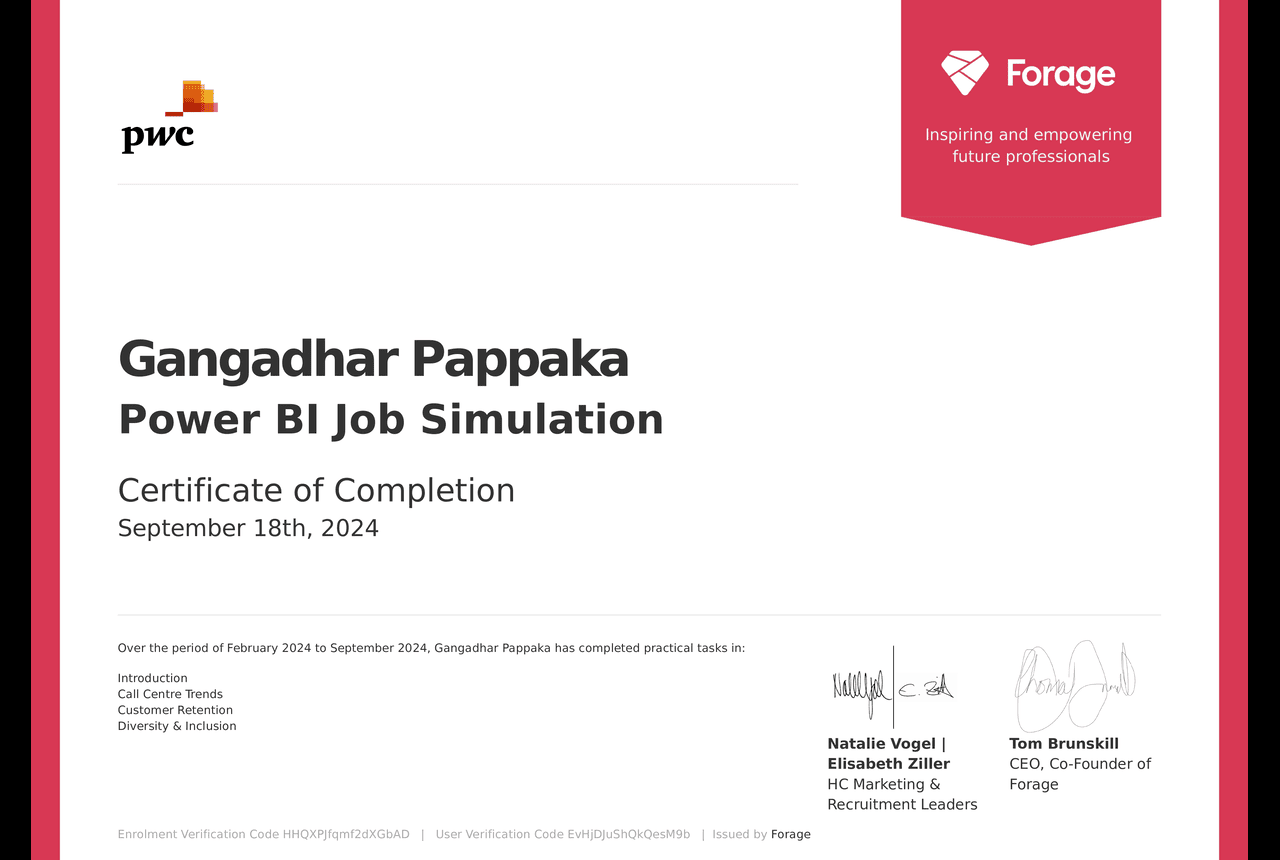 pwc
Forage
Inspiring and empowering
future professionals
Gangadhar Pappaka
Power BI Job Simulation
Certificate of Completion
September 18th, 2024
Over the period of February 2024 to September 2024, Gangadhar Pappaka has completed practical tasks in:
Introduction
Call Centre Trends
Customer Retention
Diversity & Inclusion
Natalie Vogel |
Elisabeth Ziller
HC Marketing &
Recruitment Leaders
Tom Brunskill
CEO, Co-Founder of
Forage
Enrolment Verification Code HHQXPJfqmf2dXGbAD | User Verification Code EvHjDJuShQkQesM9b | Issued by Forage